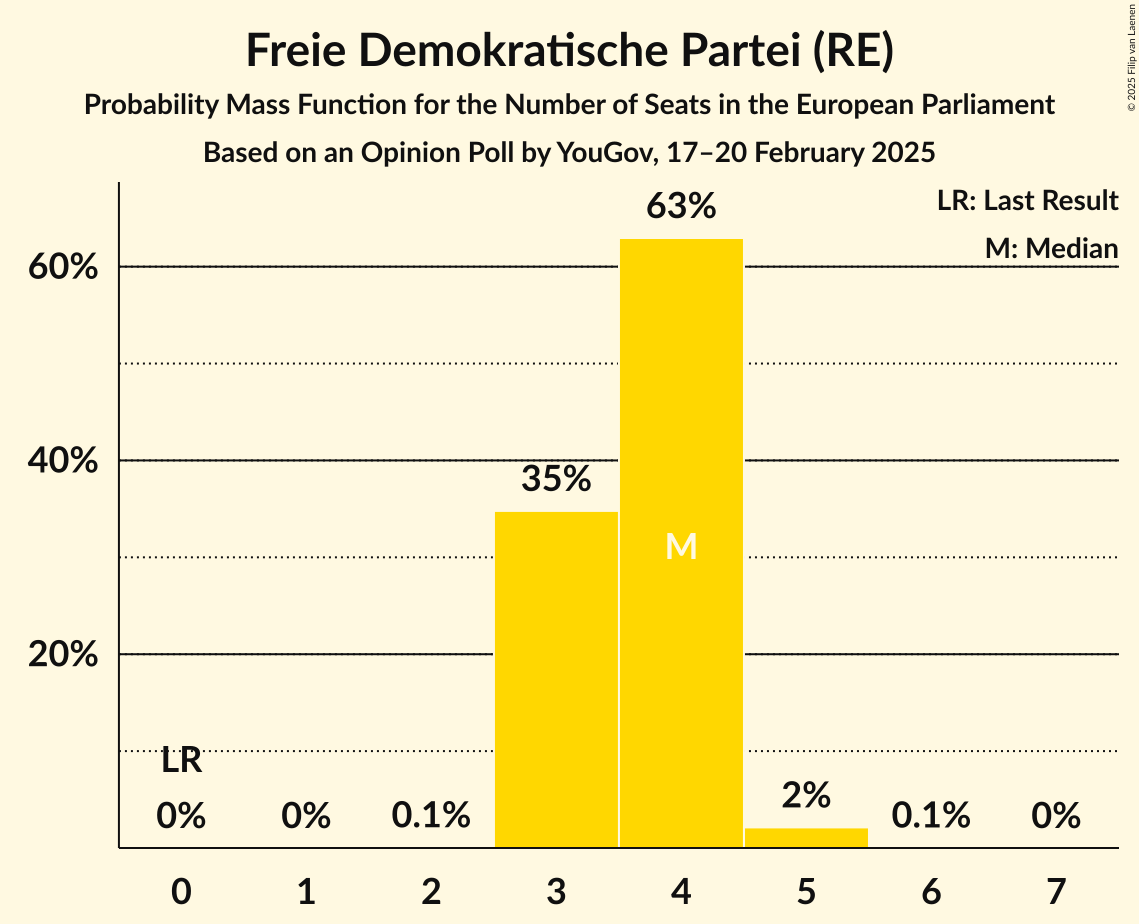 Freie Demokratische Partei (RE)
Probability Mass Function for the Number of Seats in the European Parliament
Based on an Opinion Poll by YouGov, 17–20 February 2025
© 2025 Filip van Laenen
LR: Last Result
M: Median
63%
60%
40%
35%
M
20%
LR
0%
0%
0.1%
2%
0.1%
0%
0 1 2 3 4 5 6 7